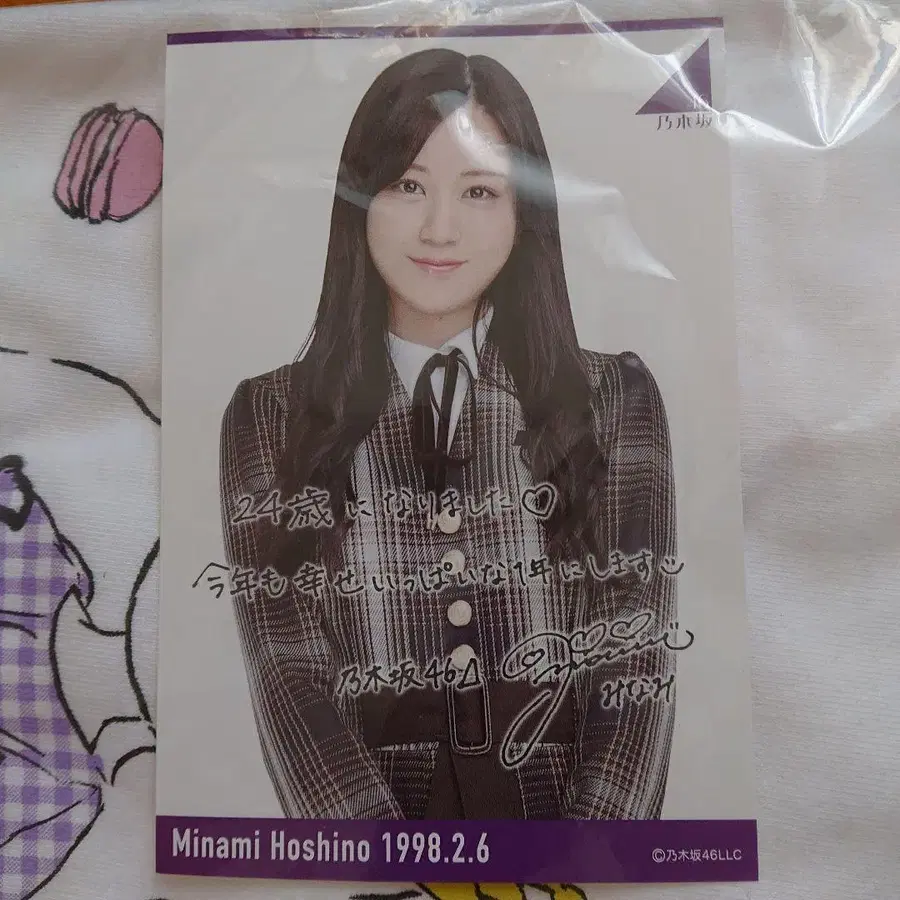 乃木坂
24歳になりました♡
今年も幸せいっぱいな1年にします
乃木坂46
みなみ
Minami Hoshino 1998.2.6
©乃木坂46LLC